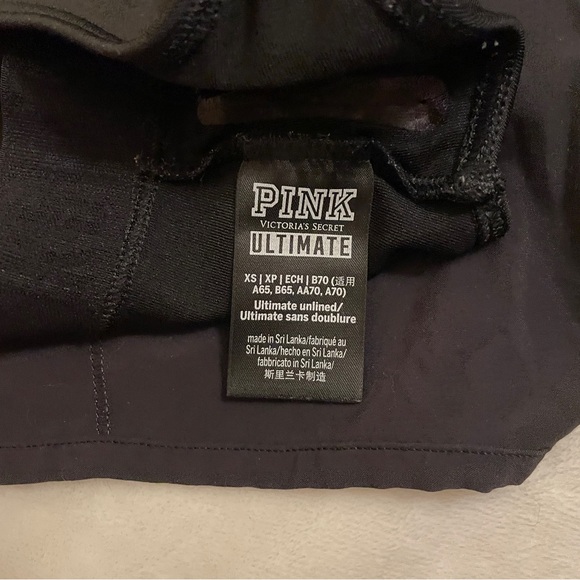 PINK
VICTORIA'S SECRET
ULTIMATE
XS | XP | ECH | B70 (适用
A65, B65, AA70, A70)
Ultimate unlined/
Ultimate sans doublure
made in Sri Lanka/fabriqué au
Sri Lanka/hecho en Sri Lanka/
fabbricato in Sri Lanka/
斯里兰卡制造